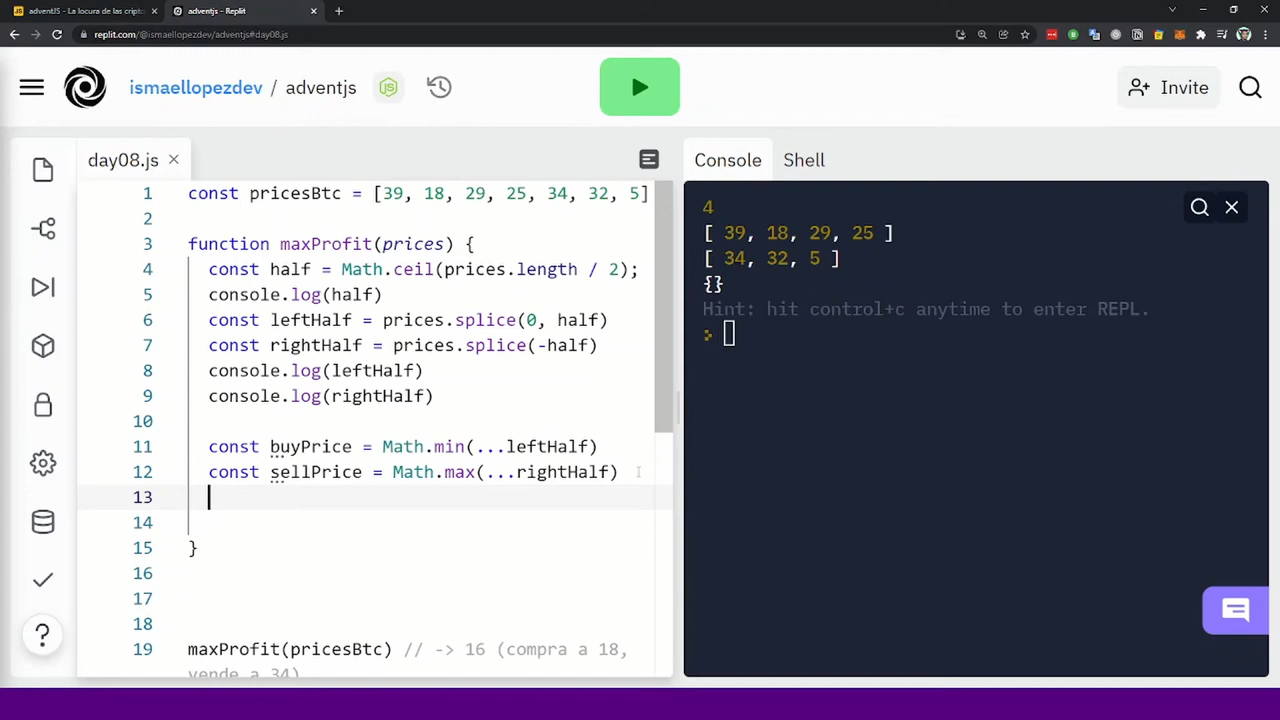 adventJS - La locura de las cripto
adventjs - Replit
replit.com/@ismaellopezdev/adventjs#day08.js
ismaellopezdev / adventjs
Invite
day08.js
1 const pricesBtc = [39, 18, 29, 25, 34, 32, 5]
2
3 function maxProfit(prices) {
4 const half = Math.ceil(prices.length / 2);
5 console.log(half)
6 const leftHalf = prices.splice(0, half)
7 const rightHalf = prices.splice(-half)
8 console.log(leftHalf)
9 console.log(rightHalf)
10
11 const buyPrice = Math.min(...leftHalf)
12 const sellPrice = Math.max(...rightHalf)
13
14
15 }
16
17
18
19 maxProfit(pricesBtc) // -> 16 (compra a 18,
vende a 34)
?
Console Shell
4
[ 39, 18, 29, 25 ]
[ 34, 32, 5 ]
{}
Hint: hit control+c anytime to enter REPL.